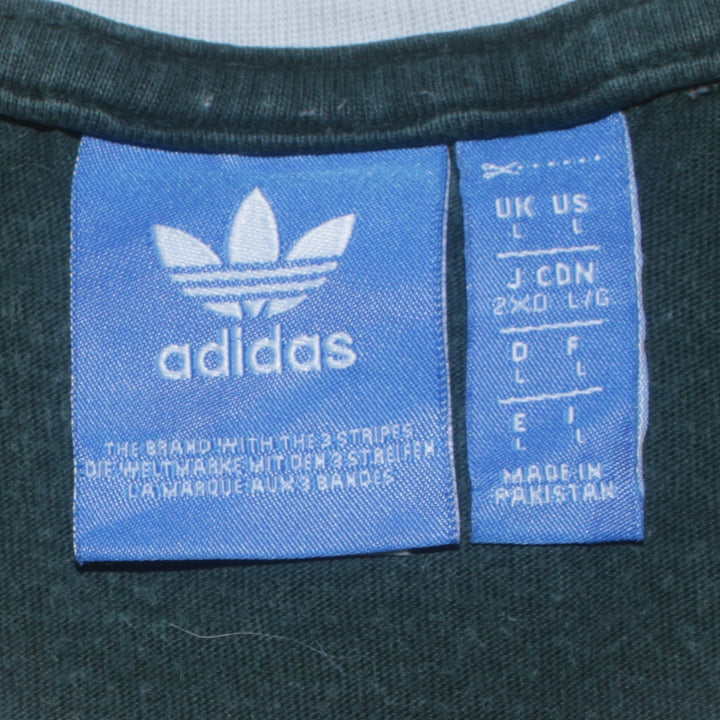 adidas
THE BRAND WITH THE 3 STRIPES
DIE WELTMARKE MIT DEN 3 STREIFEN
LA MARQUE AUX 3 BANDES
UK US
L L
J CDN
2XO L/G
D F
L L
E I
L L
MADE IN
PAKISTAN